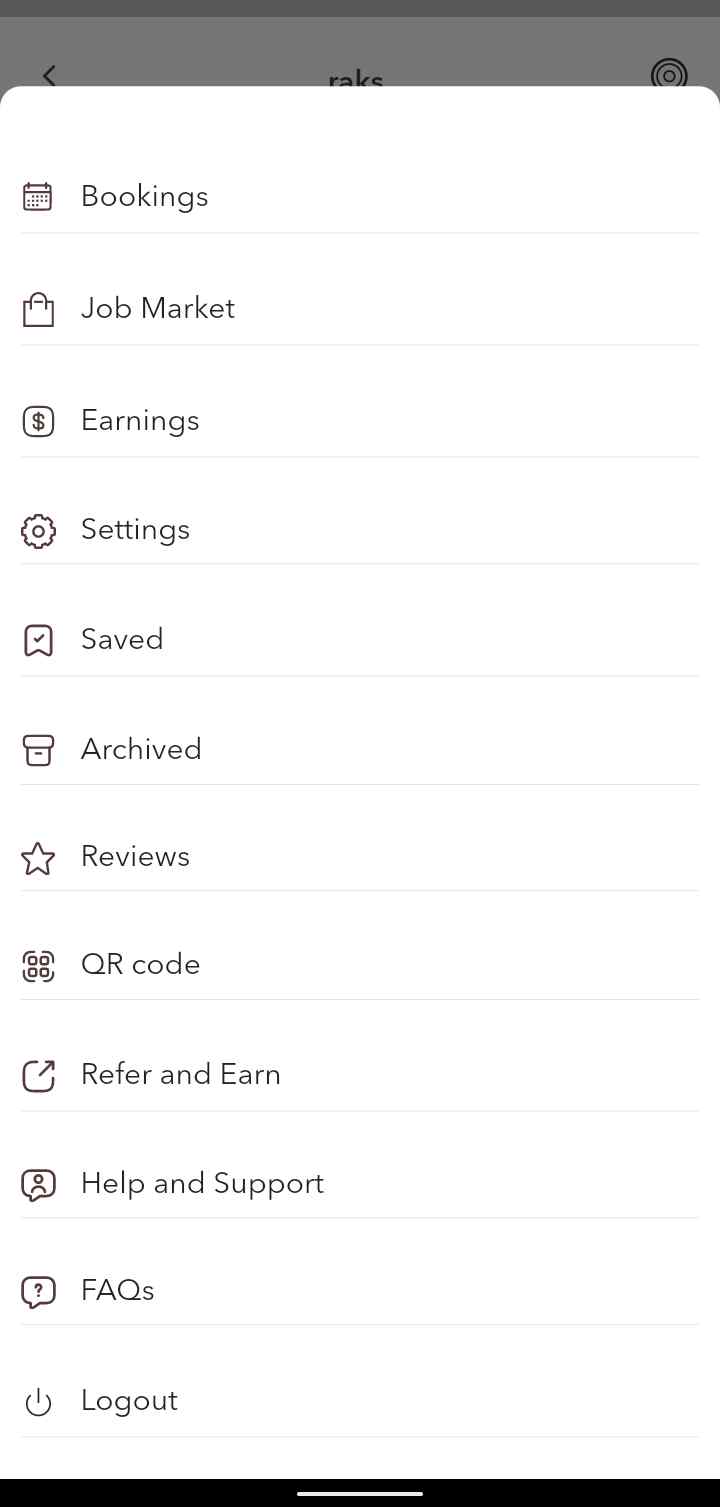 raks
Bookings
Job Market
Earnings
Settings
Saved
Archived
Reviews
QR code
Refer and Earn
Help and Support
FAQs
Logout